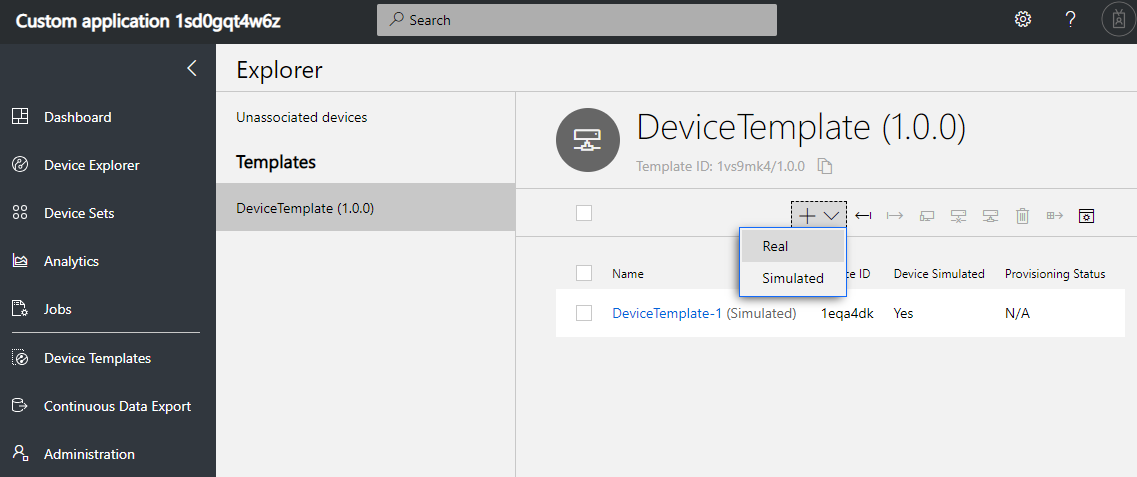 Custom application 1sd0gqt4w6z
Search
?
Dashboard
Device Explorer
Device Sets
Analytics
Jobs
Device Templates
Continuous Data Export
Administration
Explorer
Unassociated devices
Templates
DeviceTemplate (1.0.0)
DeviceTemplate (1.0.0)
Template ID: 1vs9mk4/1.0.0
Real
Simulated
Name ce ID Device Simulated Provisioning Status
DeviceTemplate-1 (Simulated) 1eqa4dk Yes N/A